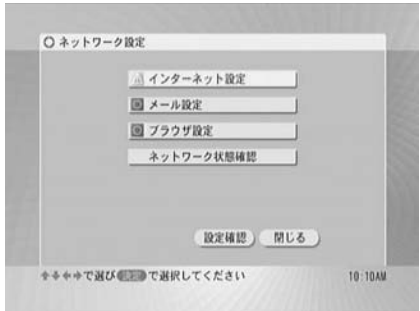 ネットワーク設定
インターネット設定
メール設定
ブラウザ設定
ネットワーク状態確認
設定確認 閉じる
で選び 決定 で選択してください 10:10AM